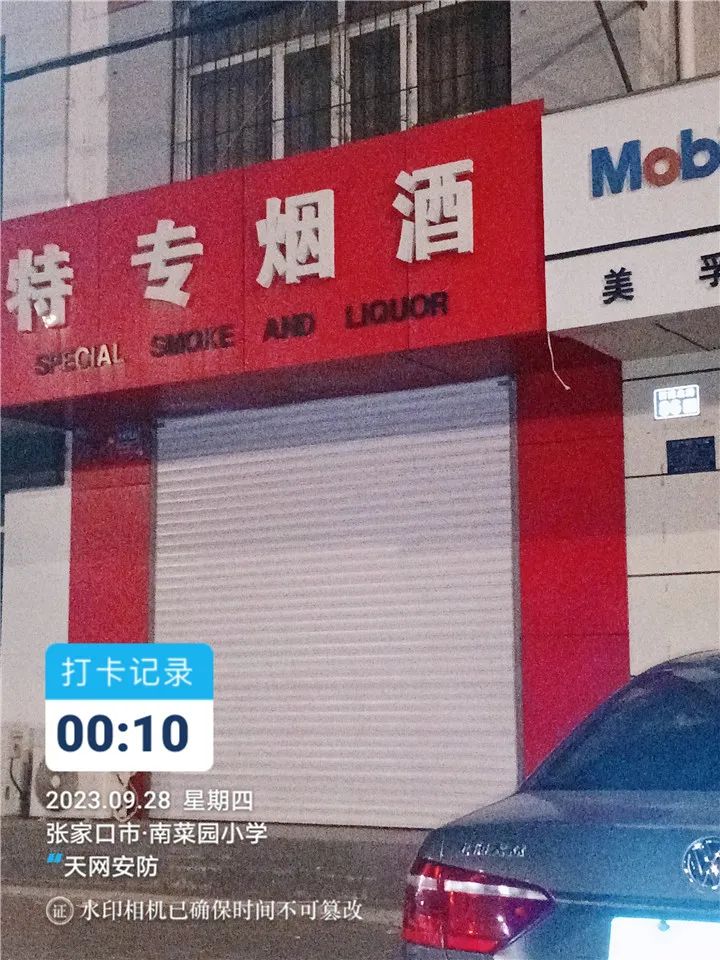 特专烟酒
SPECIAL SMOKE AND LIQUOR
Mob
美 孚
打卡记录
00:10
2023.09.28 星期四
张家口市·南菜园小学
天网安防
证 水印相机已确保时间不可篡改